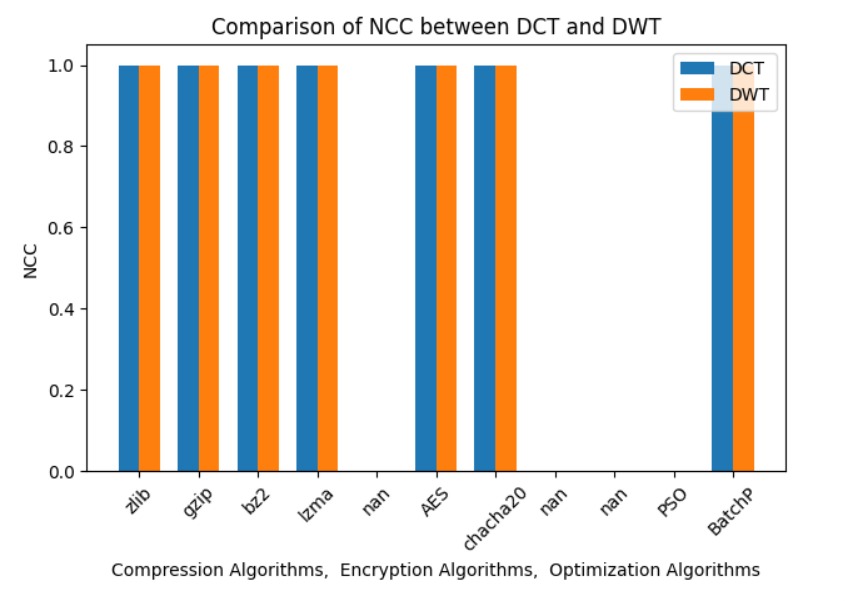 Comparison of NCC between DCT and DWT
1.0
0.8
0.6
0.4
0.2
0.0
NCC
DCT
DWT
zlib
gzip
bz2
lzma
nan
AES
chacha20
nan
nan
PSO
BatchP
Compression Algorithms,  Encryption Algorithms,  Optimization Algorithms